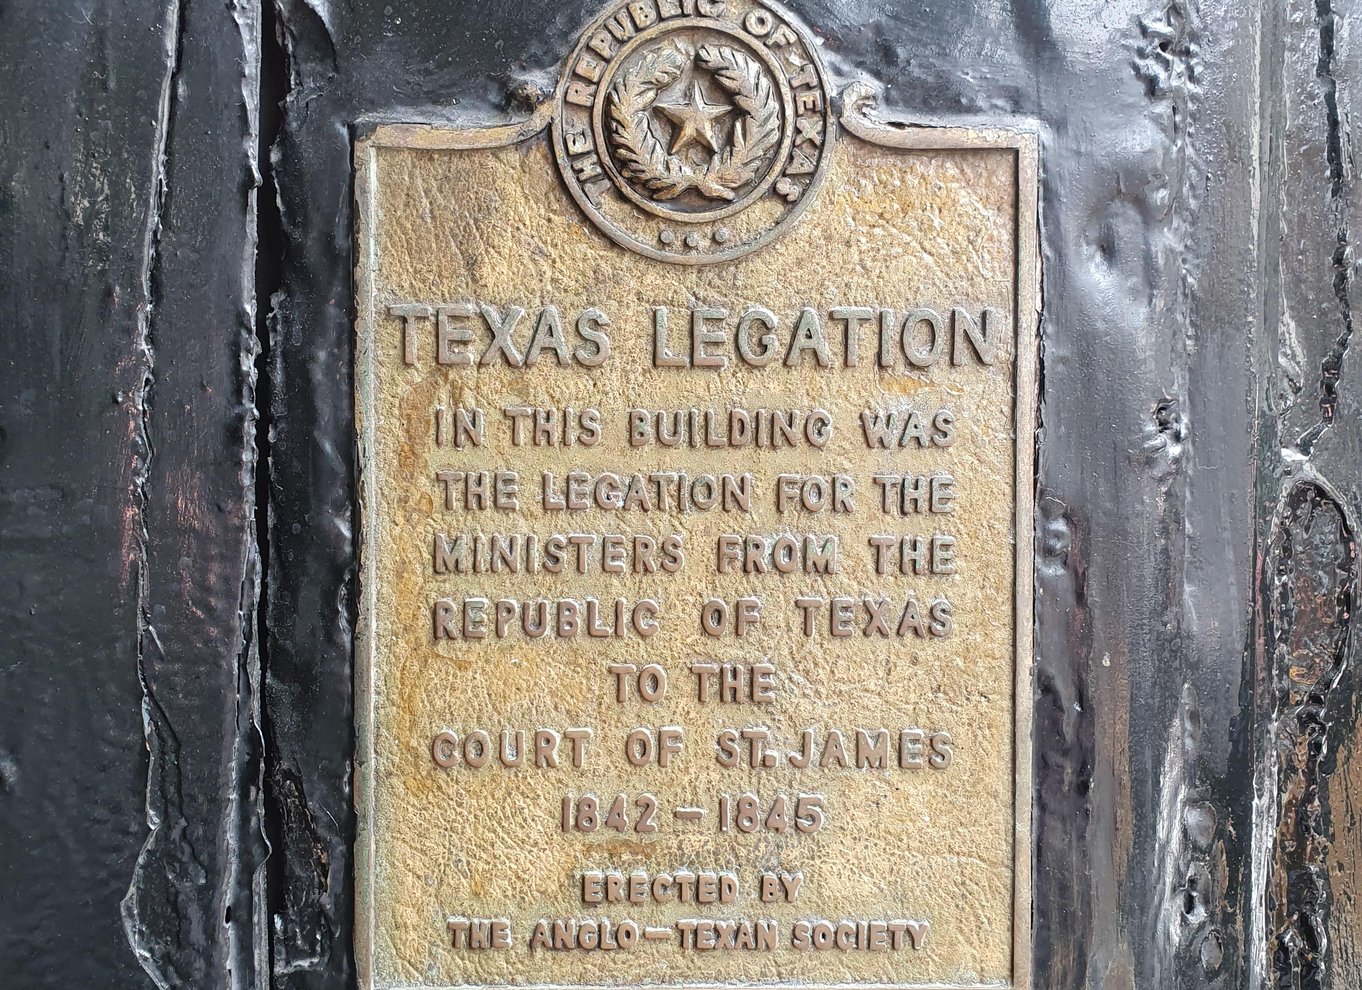 THE REPUBLIC OF TEXAS
TEXAS LEGATION
IN THIS BUILDING WAS
THE LEGATION FOR THE
MINISTERS FROM THE
REPUBLIC OF TEXAS
TO THE
COURT OF ST. JAMES
1842 – 1845
ERECTED BY
THE ANGLO – TEXAN SOCIETY